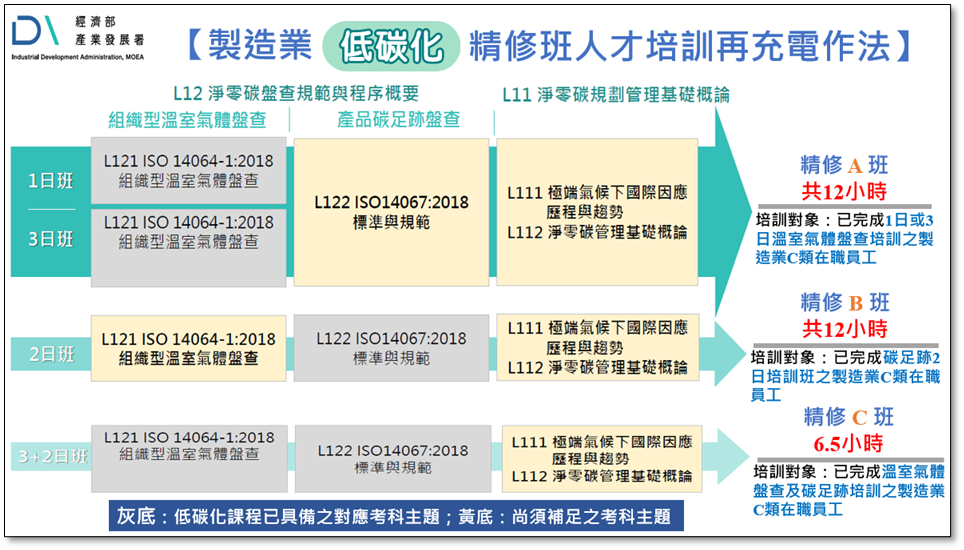 經濟部
產業發展署
Industrial Development Administration, MOEA
【製造業 低碳化 精修班人才培訓再充電作法】
L12 淨零碳盤查規範與程序概要
L11 淨零碳規劃管理基礎概論
組織型溫室氣體盤查
產品碳足跡盤查
1日班
3日班
L121 ISO 14064-1:2018
組織型溫室氣體盤查
L121 ISO 14064-1:2018
組織型溫室氣體盤查
L122 ISO14067:2018
標準與規範
L111 極端氣候下國際因應
歷程與趨勢
L112 淨零碳管理基礎概論
精修 A 班
共12小時
培訓對象：已完成1日或3
日溫室氣體盤查培訓之製
造業C類在職員工
2日班
L121 ISO 14064-1:2018
組織型溫室氣體盤查
L122 ISO14067:2018
標準與規範
L111 極端氣候下國際因應
歷程與趨勢
L112 淨零碳管理基礎概論
精修 B 班
共12小時
培訓對象：已完成碳足跡2
日培訓班之製造業C類在職
員工
3+2日班
L121 ISO 14064-1:2018
組織型溫室氣體盤查
L122 ISO14067:2018
標準與規範
L111 極端氣候下國際因應
歷程與趨勢
L112 淨零碳管理基礎概論
精修 C 班
6.5小時
培訓對象：已完成溫室氣體
盤查及碳足跡培訓之製造業
C類在職員工
灰底：低碳化課程已具備之對應考科主題；黃底：尚須補足之考科主題